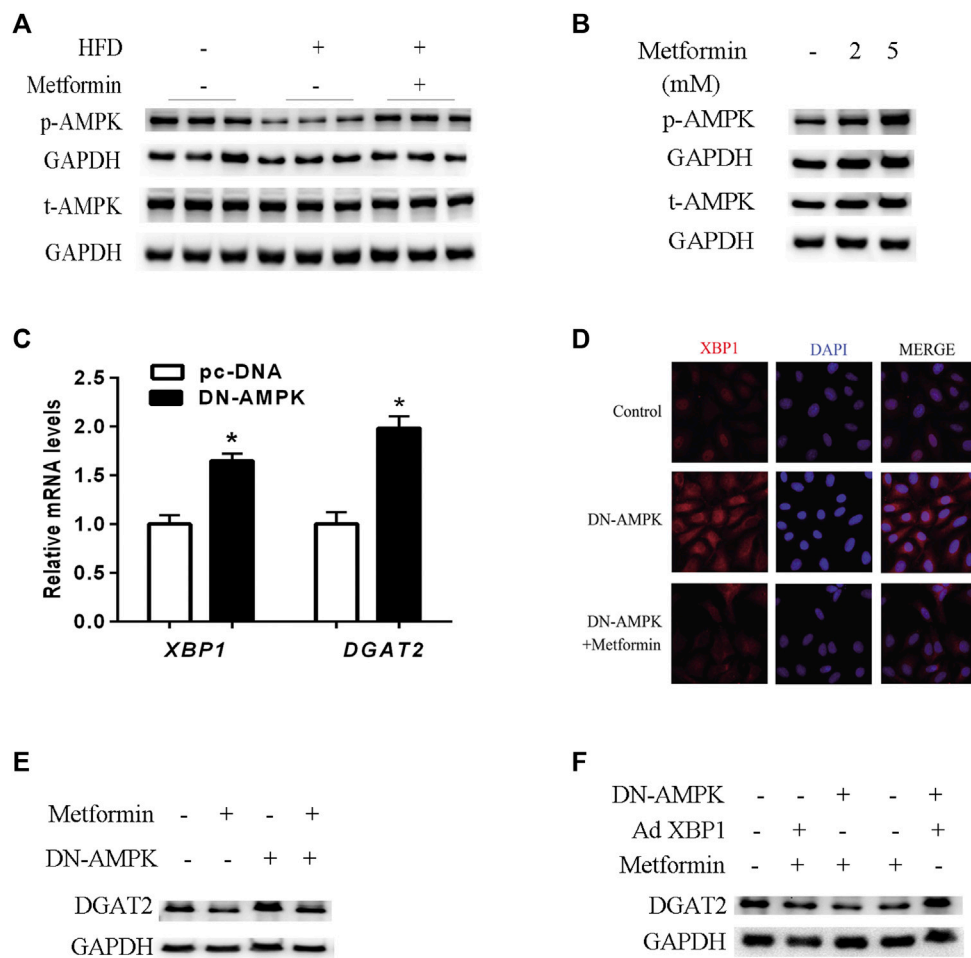 A
HFD - + +
Metformin - - +
p-AMPK
GAPDH
t-AMPK
GAPDH
B
Metformin - 2 5
(mM)
p-AMPK
GAPDH
t-AMPK
GAPDH
C
pc-DNA
DN-AMPK
Relative mRNA levels
2.5
2.0
1.5
1.0
0.5
0.0
* *
XBP1 DGAT2
D
XBP1 DAPI MERGE
Control
DN-AMPK
DN-AMPK
+Metformin
E
Metformin - + - +
DN-AMPK - - + +
DGAT2
GAPDH
F
DN-AMPK - - + - +
Ad XBP1 - + - - +
Metformin - + + + -
DGAT2
GAPDH